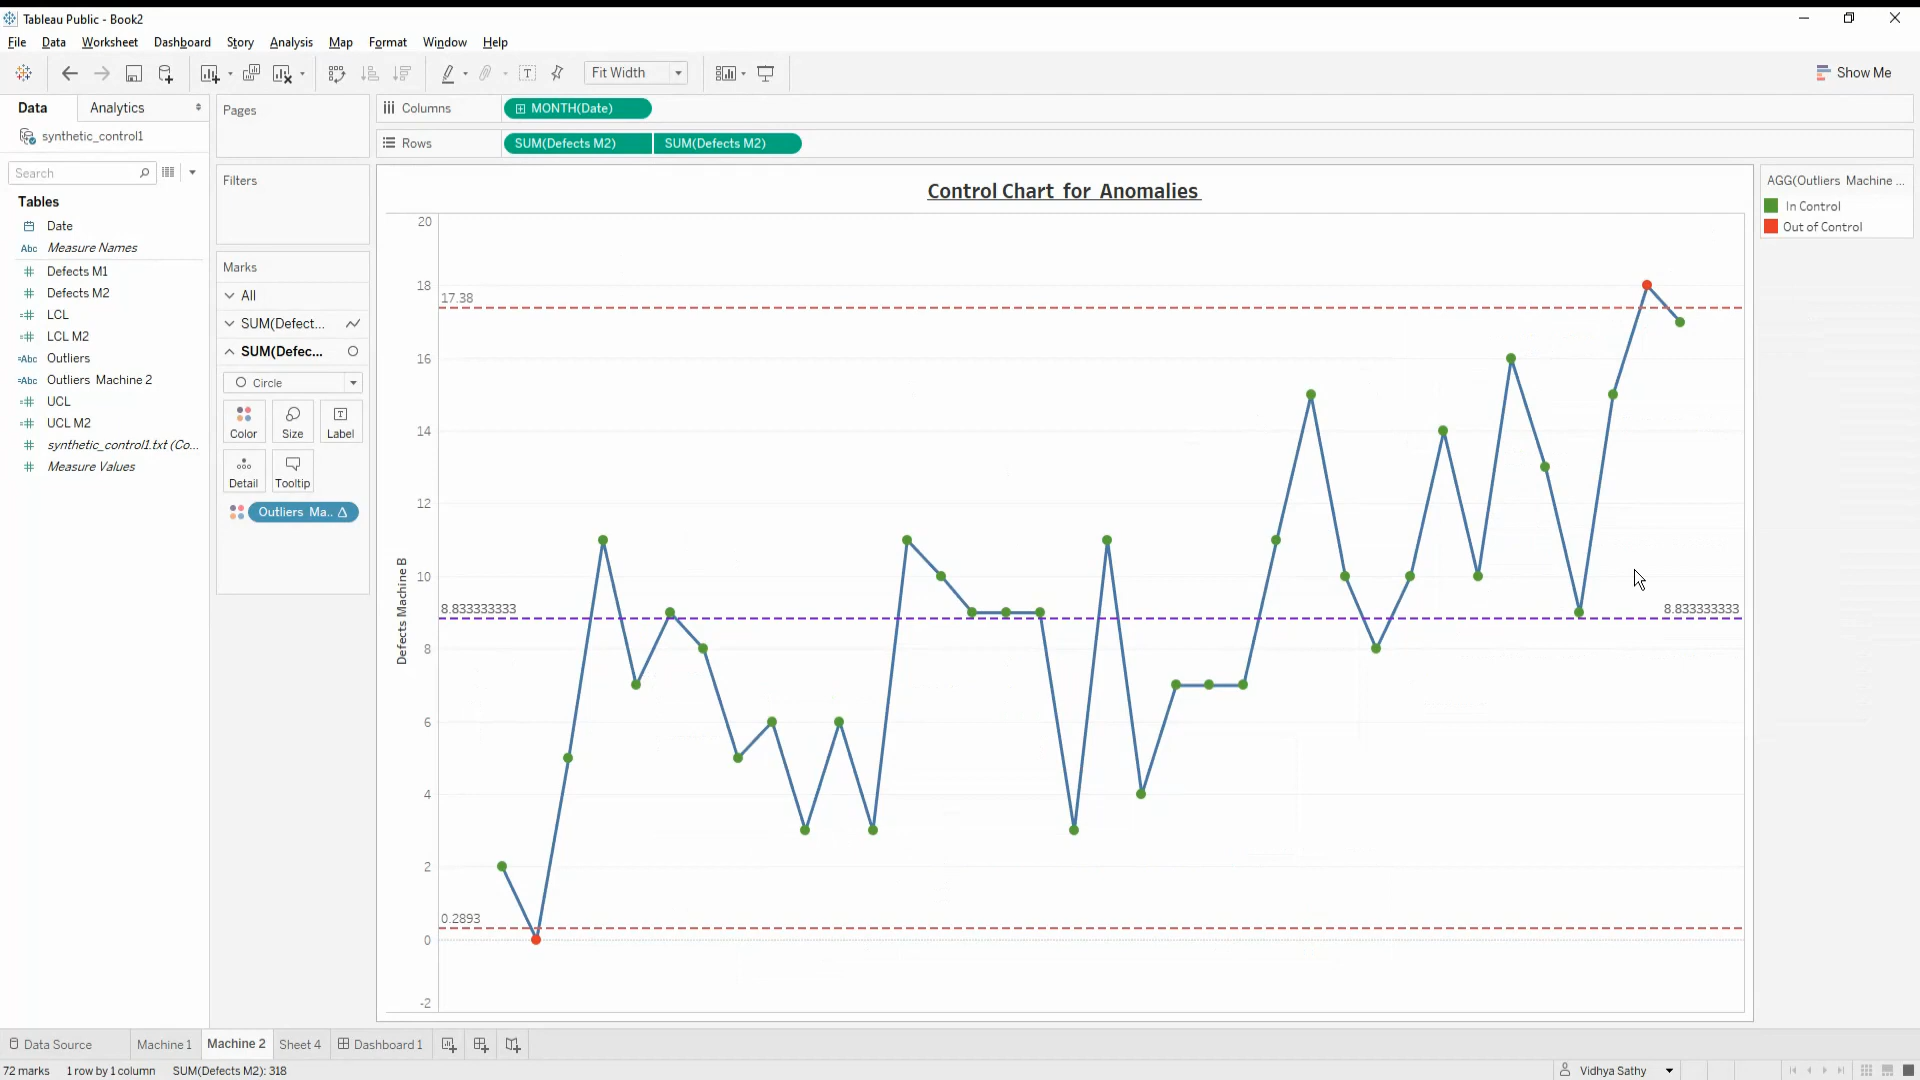 Tableau Public - Book2
File Data Worksheet Dashboard Story Analysis Map Format Window Help
Fit Width
Show Me
Data Analytics
Pages
Columns
MONTH(Date)
synthetic_control1
Rows
SUM(Defects M2) SUM(Defects M2)
Search
Filters
Tables
Date
Abc Measure Names
Defects M1
Defects M2
LCL
LCL M2
Abc Outliers
Abc Outliers Machine 2
UCL
UCL M2
synthetic_control1.txt (Co...
Measure Values
Marks
All
SUM(Defect...
SUM(Defec...
Circle
Color Size Label
Detail Tooltip
Outliers Ma..
Control Chart for Anomalies
Defects Machine B
20
18
17.38
16
14
12
10
8.833333333 8.833333333
8
6
4
2
0.2893
0
-2
AGG(Outliers Machine ...
In Control
Out of Control
Data Source Machine 1 Machine 2 Sheet 4 Dashboard 1
72 marks 1 row by 1 column SUM(Defects M2): 318
Vidhya Sathy